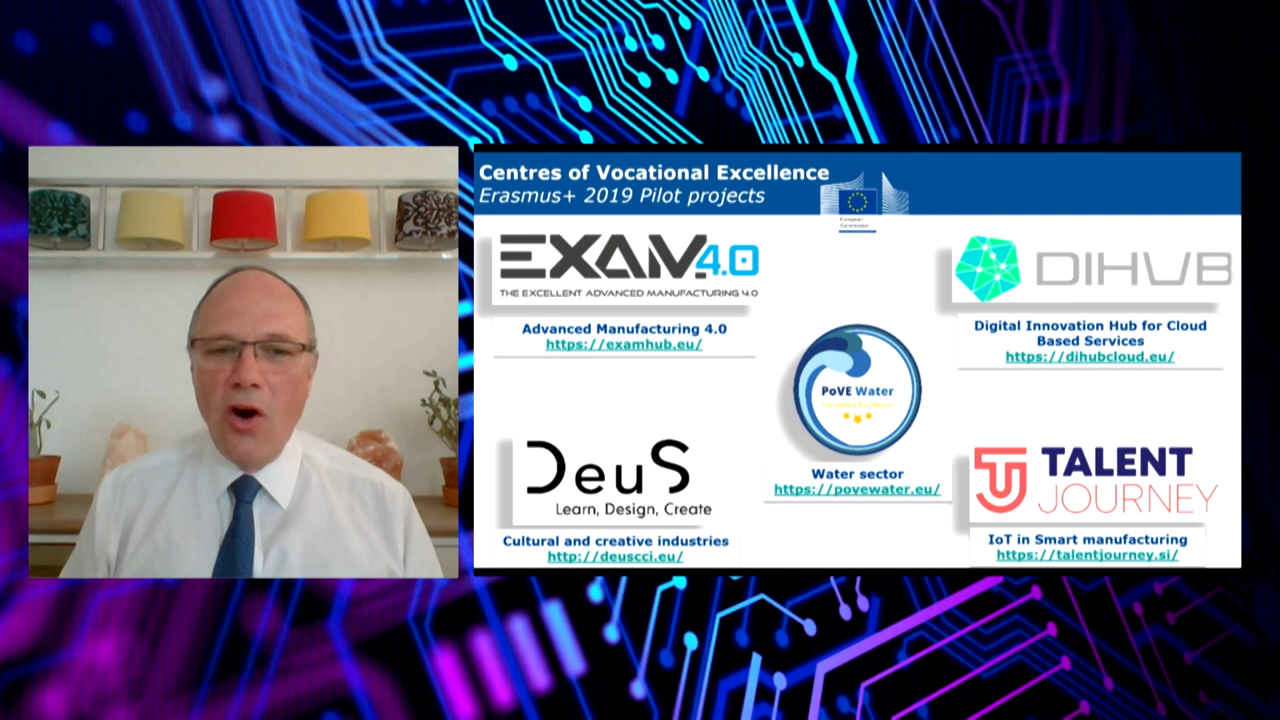 Centres of Vocational Excellence
Erasmus+ 2019 Pilot projects
European
Commission
EXAM 4.0
THE EXCELLENT ADVANCED MANUFACTURING 4.0
Advanced Manufacturing 4.0
https://examhub.eu/
DIHUB
Digital Innovation Hub for Cloud
Based Services
https://dihubcloud.eu/
PoVE Water
Water sector
https://povewater.eu/
DeuS
Learn, Design, Create
Cultural and creative industries
http://deuscci.eu/
TALENT
JOURNEY
IoT in Smart manufacturing
https://talentjourney.si/